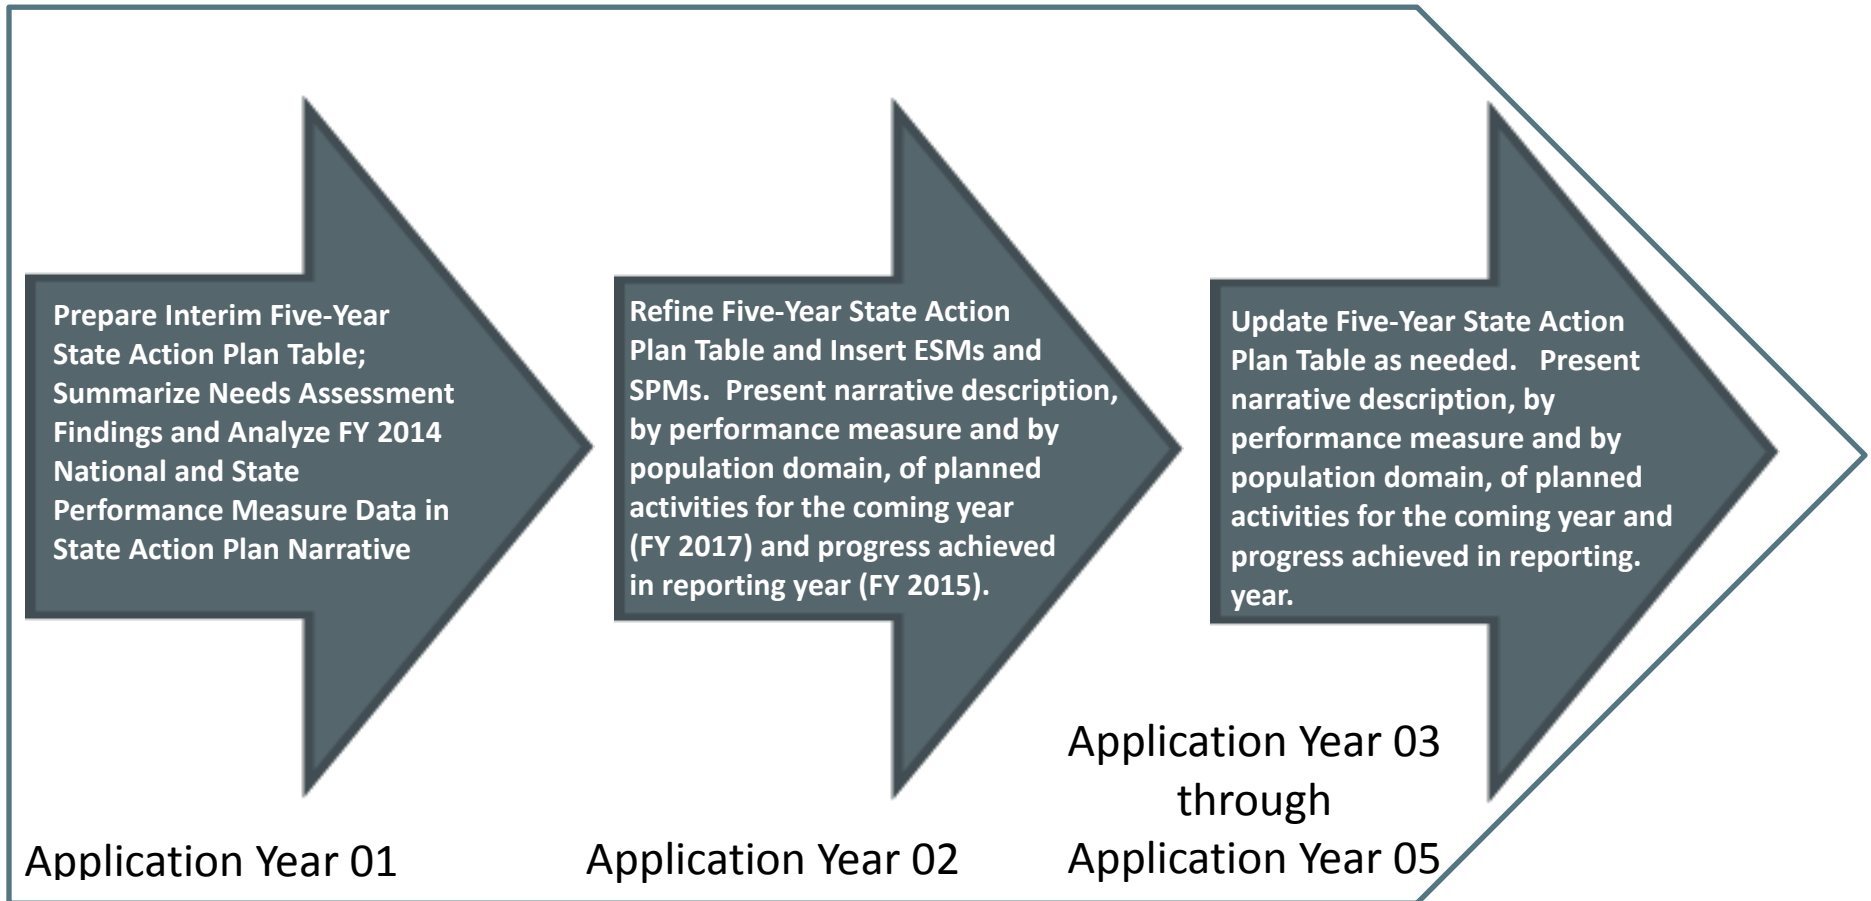 Prepare Interim Five-Year
State Action Plan Table;
Summarize Needs Assessment
Findings and Analyze FY 2014
National and State
Performance Measure Data in
State Action Plan Narrative
Application Year 01
Refine Five-Year State Action
Plan Table and Insert ESMs and
SPMs.  Present narrative description,
by performance measure and by
population domain, of planned
activities for the coming year
(FY 2017) and progress achieved
in reporting year (FY 2015).
Application Year 02
Update Five-Year State Action
Plan Table as needed.   Present
narrative description, by
performance measure and by
population domain, of planned
activities for the coming year and
progress achieved in reporting.
year.
Application Year 03
through
Application Year 05